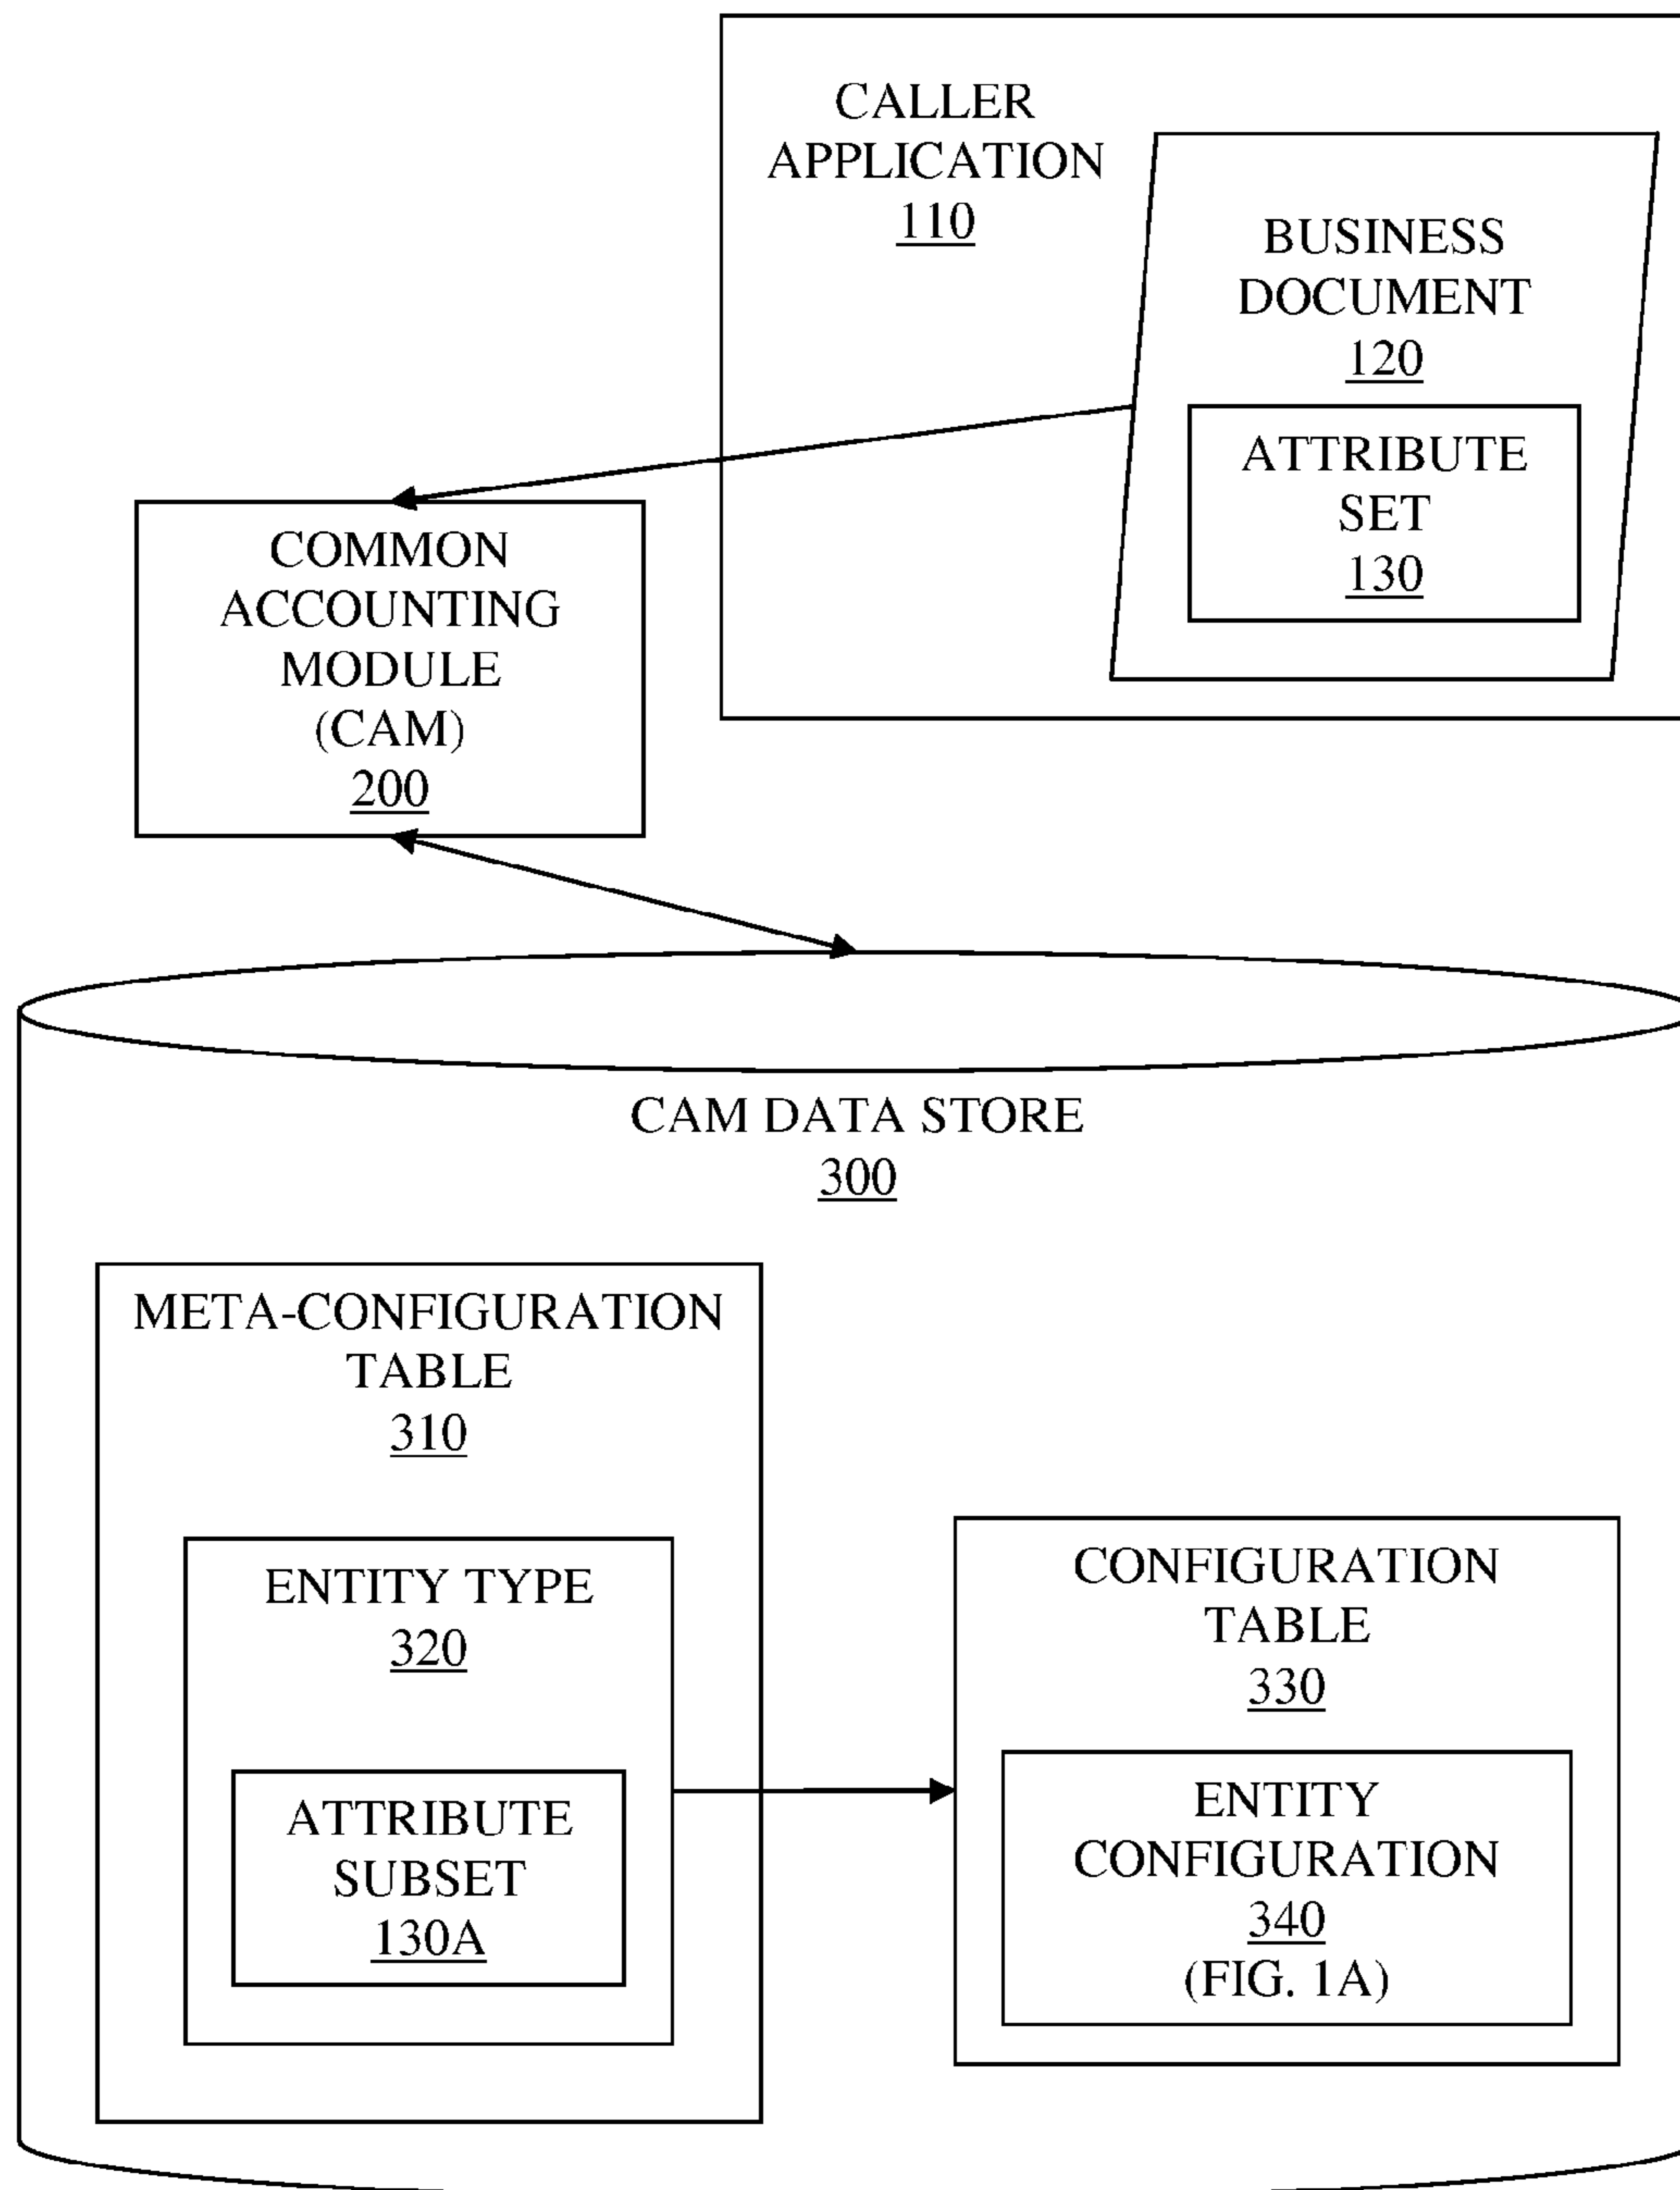 CALLER
APPLICATION
110
BUSINESS
DOCUMENT
120
ATTRIBUTE
SET
130
COMMON
ACCOUNTING
MODULE
(CAM)
200
CAM DATA STORE
300
META-CONFIGURATION
TABLE
310
ENTITY TYPE
320
ATTRIBUTE
SUBSET
130A
CONFIGURATION
TABLE
330
ENTITY
CONFIGURATION
340
(FIG. 1A)